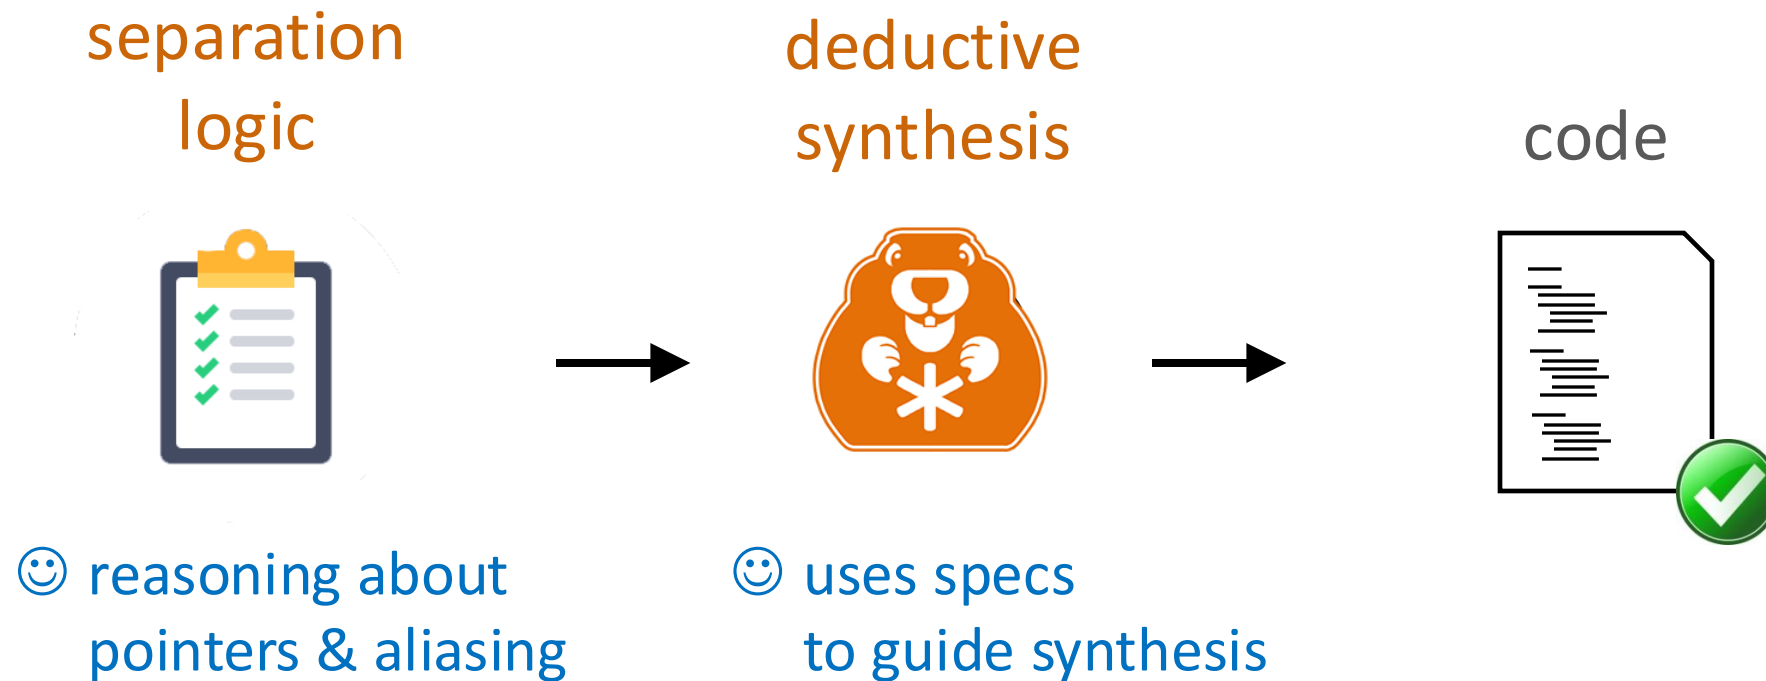 separation
logic
deductive
synthesis
code
☺ reasoning about
pointers & aliasing
☺ uses specs
to guide synthesis